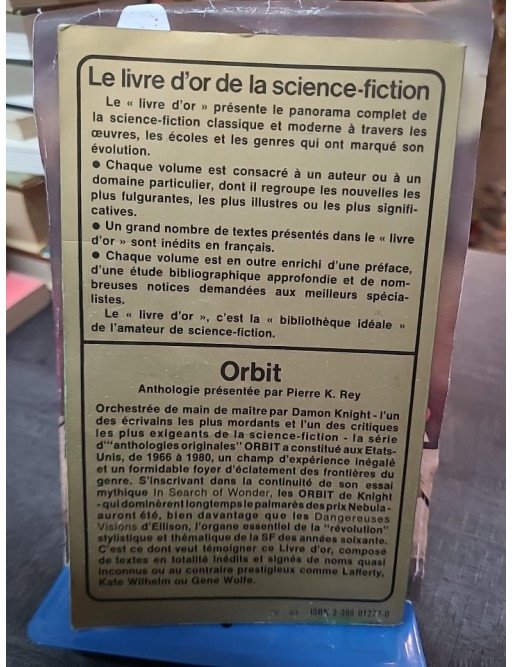 Le livre d'or de la science-fiction
Le « livre d'or » présente le panorama complet de
la science-fiction classique et moderne à travers les
œuvres, les écoles et les genres qui ont marqué son
évolution.
● Chaque volume est consacré à un auteur ou à un
domaine particulier, dont il regroupe les nouvelles les
plus fulgurantes, les plus illustres ou les plus signifi-
catives.
● Un grand nombre de textes présentés dans le « livre
d'or » sont inédits en français.
● Chaque volume est en outre enrichi d'une préface,
d'une étude bibliographique approfondie et de nom-
breuses notices demandées aux meilleurs spécia-
listes.
Le « livre d'or », c'est la « bibliothèque idéale »
de l'amateur de science-fiction.
Orbit
Anthologie présentée par Pierre K. Rey
Orchestrée de main de maître par Damon Knight - l'un
des écrivains les plus mordants et l'un des critiques
les plus exigeants de la science-fiction - la série
d'"anthologies originales" ORBIT a constitué aux Etats-
Unis, de 1966 à 1980, un champ d'expérience inégalé
et un formidable foyer d'éclatement des frontières du
genre. S'inscrivant dans la continuité de son essai
mythique In Search of Wonder, les ORBIT de Knight
- qui dominèrent longtemps le palmarès des prix Nebula -
auront été, bien davantage que les Dangereuses
Visions d'Ellison, l'organe essentiel de la "révolution"
stylistique et thématique de la SF des années soixante.
C'est ce dont veut témoigner ce Livre d'or, composé
de textes en totalité inédits et signés de noms quasi
inconnus ou au contraire prestigieux comme Lafferty,
Kate Wilhelm ou Gene Wolfe.
ISBN 2-266-01277-0